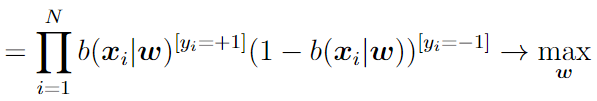 = ∏_{i=1}^{N} b(x_i|w)^{[y_i=+1]}(1 − b(x_i|w))^{[y_i=−1]} → max_w